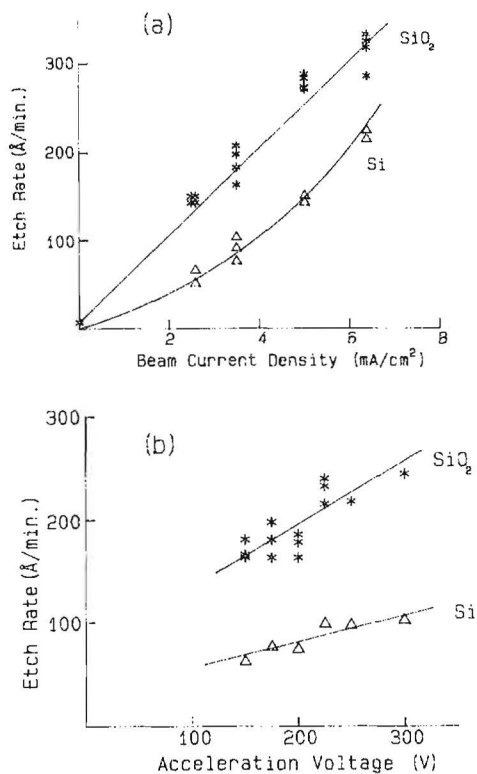 (a)
SiO₂
300
200
Si
100
Etch Rate (Å/min.)
2 4 6 8
Beam Current Density (mA/cm²)
300
(b)
SiO₂
200
Si
100
Etch Rate (Å/min.)
100 200 300
Acceleration Voltage (V)